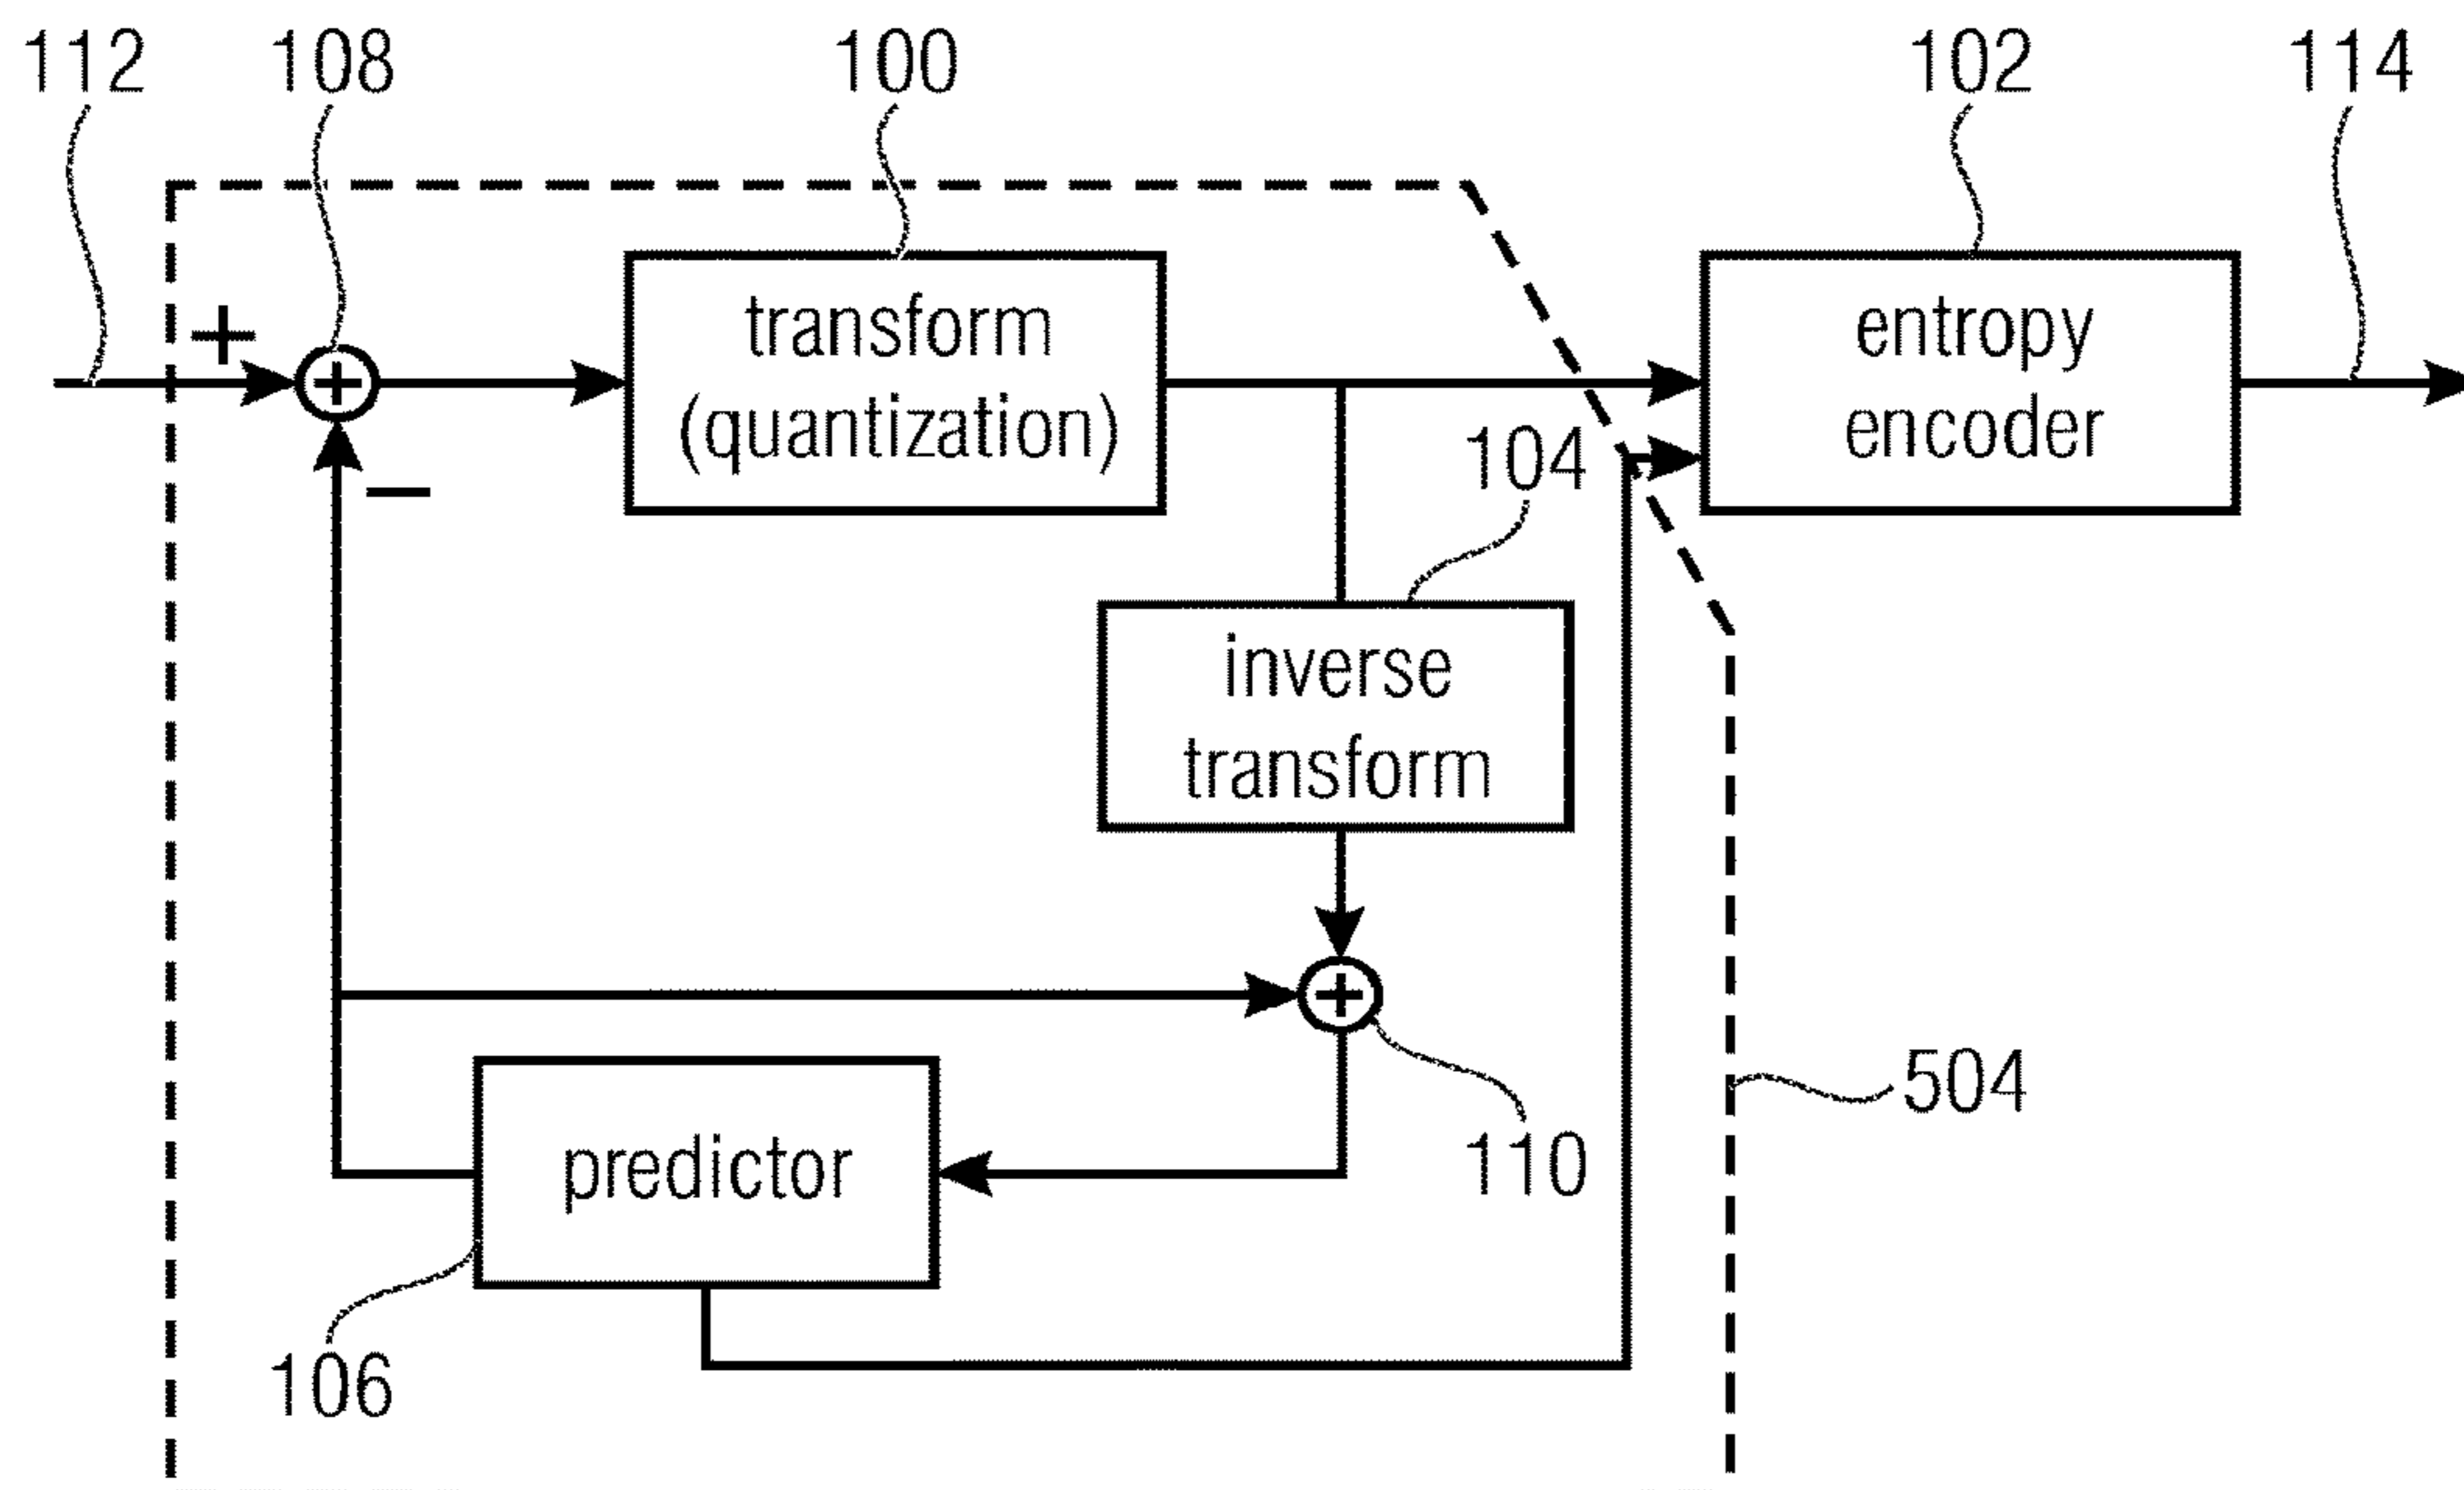 112
108
100
102
114
+
transform
(quantization)
entropy
encoder
+
−
104
inverse
transform
+
504
predictor
110
106